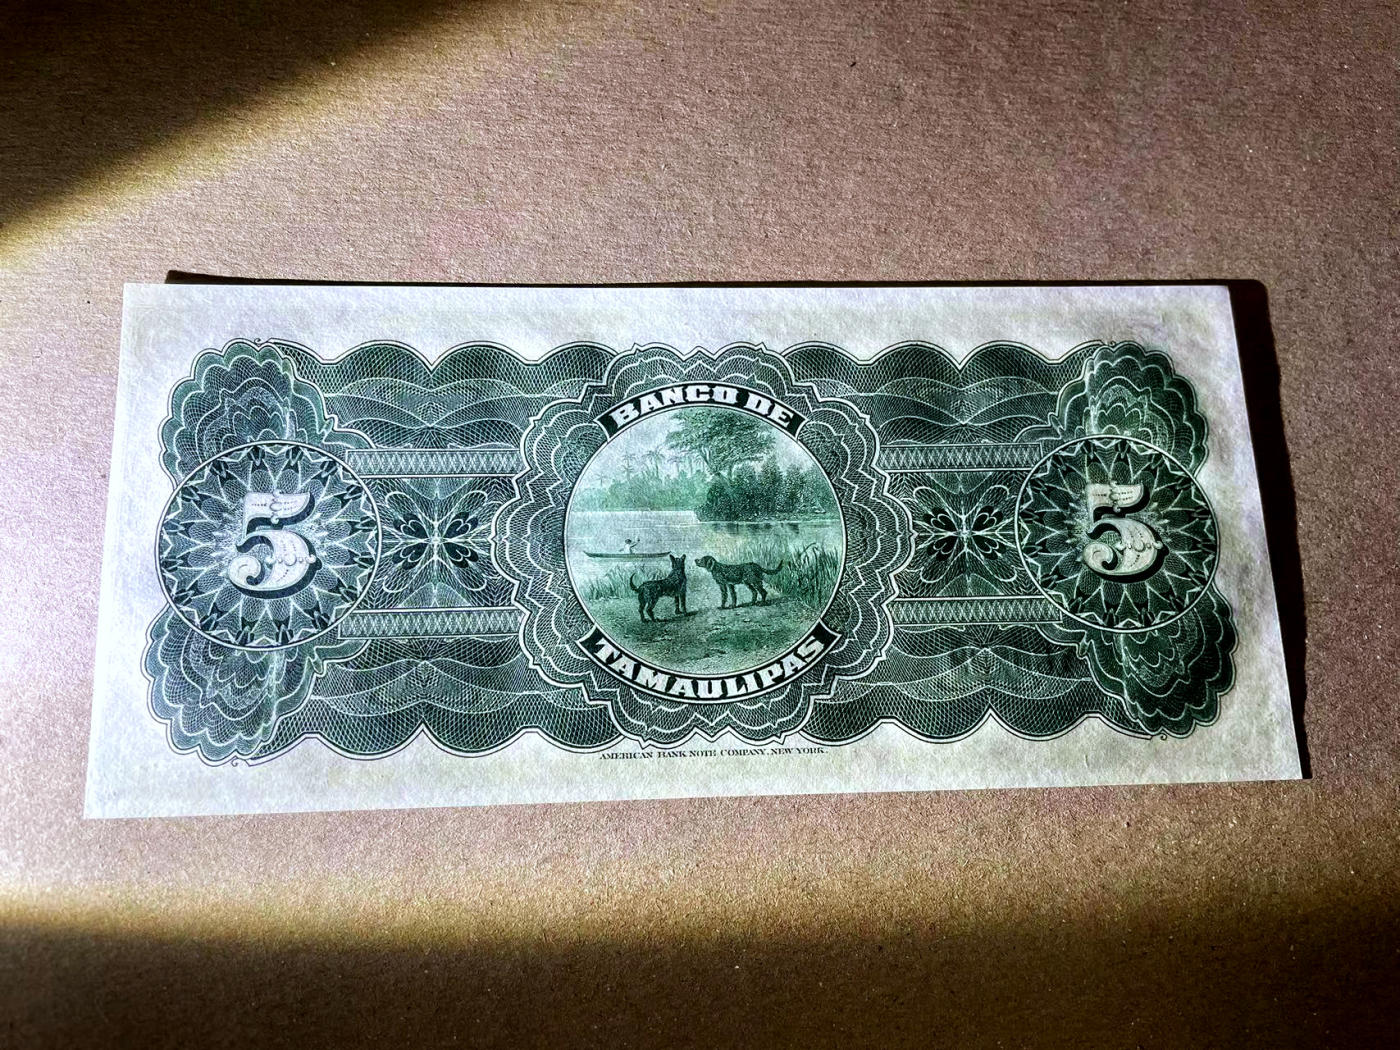 BANCO DE
5
5
TAMAULIPAS
AMERICAN BANK NOTE COMPANY, NEW YORK.